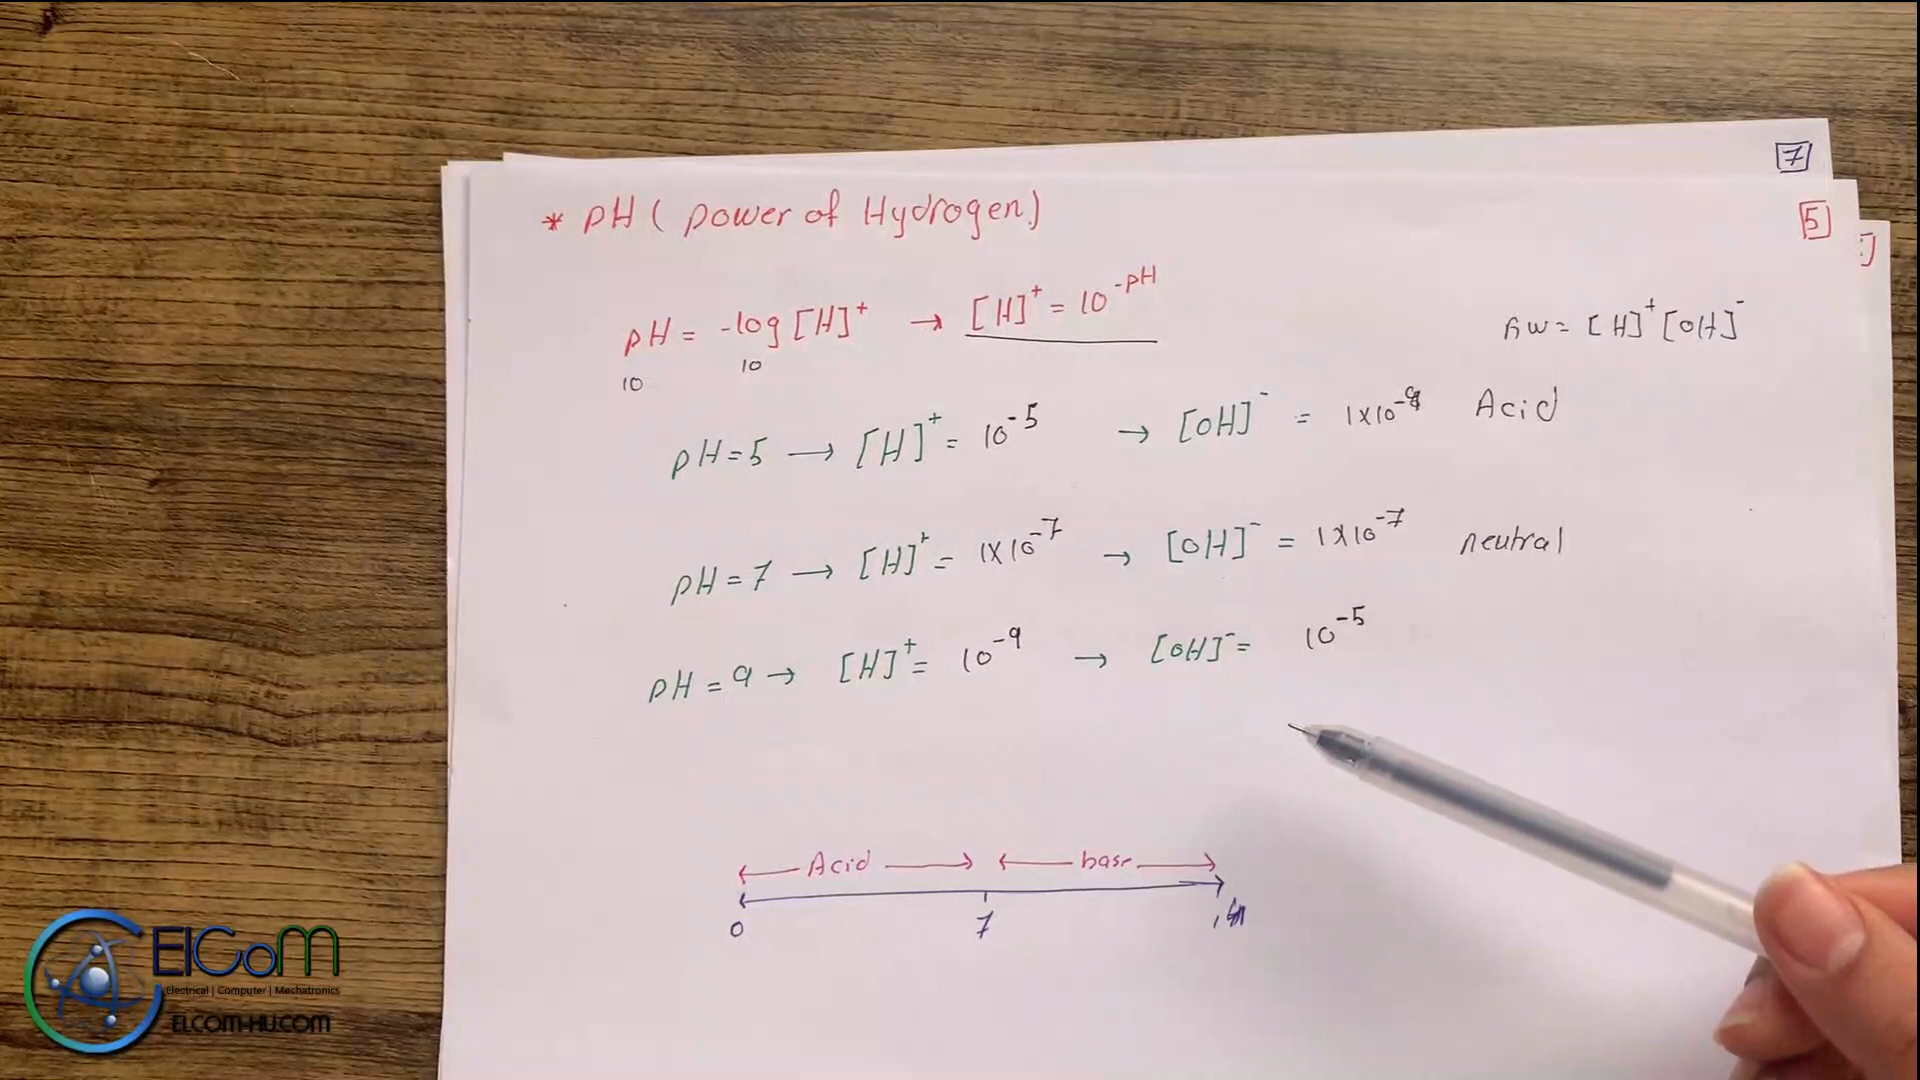 7
* pH ( power of Hydrogen )
5
pH = -log [H]⁺ → [H]⁺ = 10⁻ᵖᴴ
10 10
Kw = [H]⁺ [OH]⁻
pH = 5 → [H]⁺ = 10⁻⁵ → [OH]⁻ = 1x10⁻⁹ Acid
pH = 7 → [H]⁺ = 1x10⁻⁷ → [OH]⁻ = 1x10⁻⁷ neutral
pH = 9 → [H]⁺ = 10⁻⁹ → [OH]⁻ = 10⁻⁵
Acid base
0 7
ElCoM
Electrical | Computer | Mechatronics
ELCOM-HU.COM